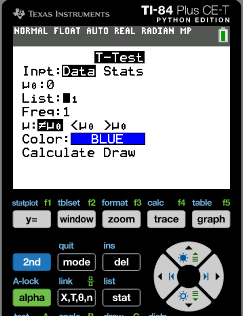 TEXAS INSTRUMENTS TI-84 Plus CE-T
PYTHON EDITION
NORMAL FLOAT AUTO REAL RADIAN MP
T-Test
Inpt:Data Stats
μ₀:0
List:L₁
Freq:1
μ:≠μ₀ <μ₀ >μ₀
Color: BLUE
Calculate Draw
statplot f1 tblset f2 format f3 calc f4 table f5
y= window zoom trace graph
quit ins
2nd mode del
A-lock link list
alpha X,T,θ,n stat